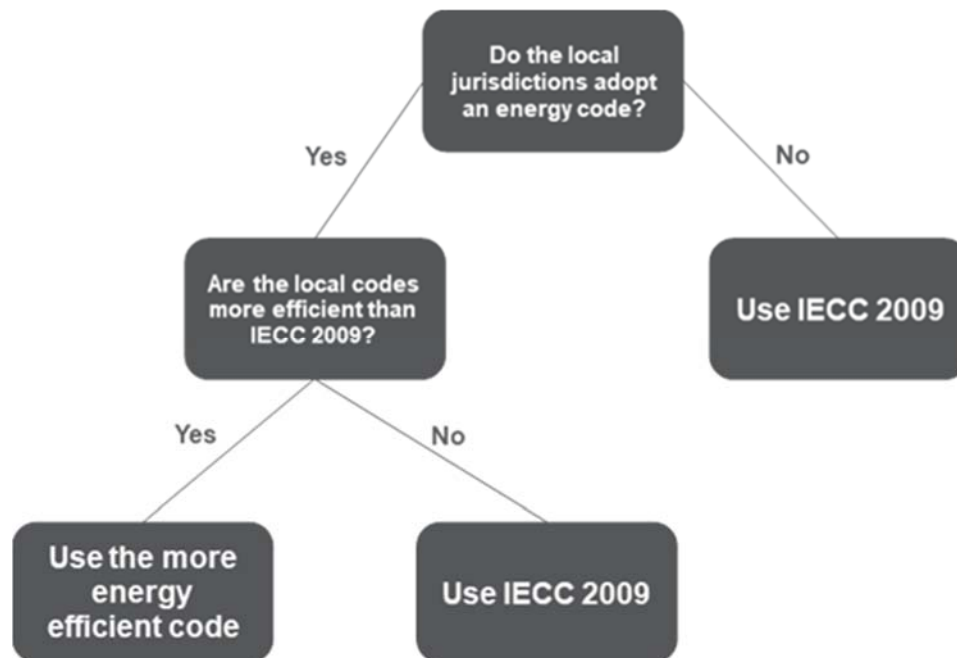 Do the local
jurisdictions adopt
an energy code?
Yes
No
Are the local codes
more efficient than
IECC 2009?
Use IECC 2009
Yes
No
Use the more
energy
efficient code
Use IECC 2009